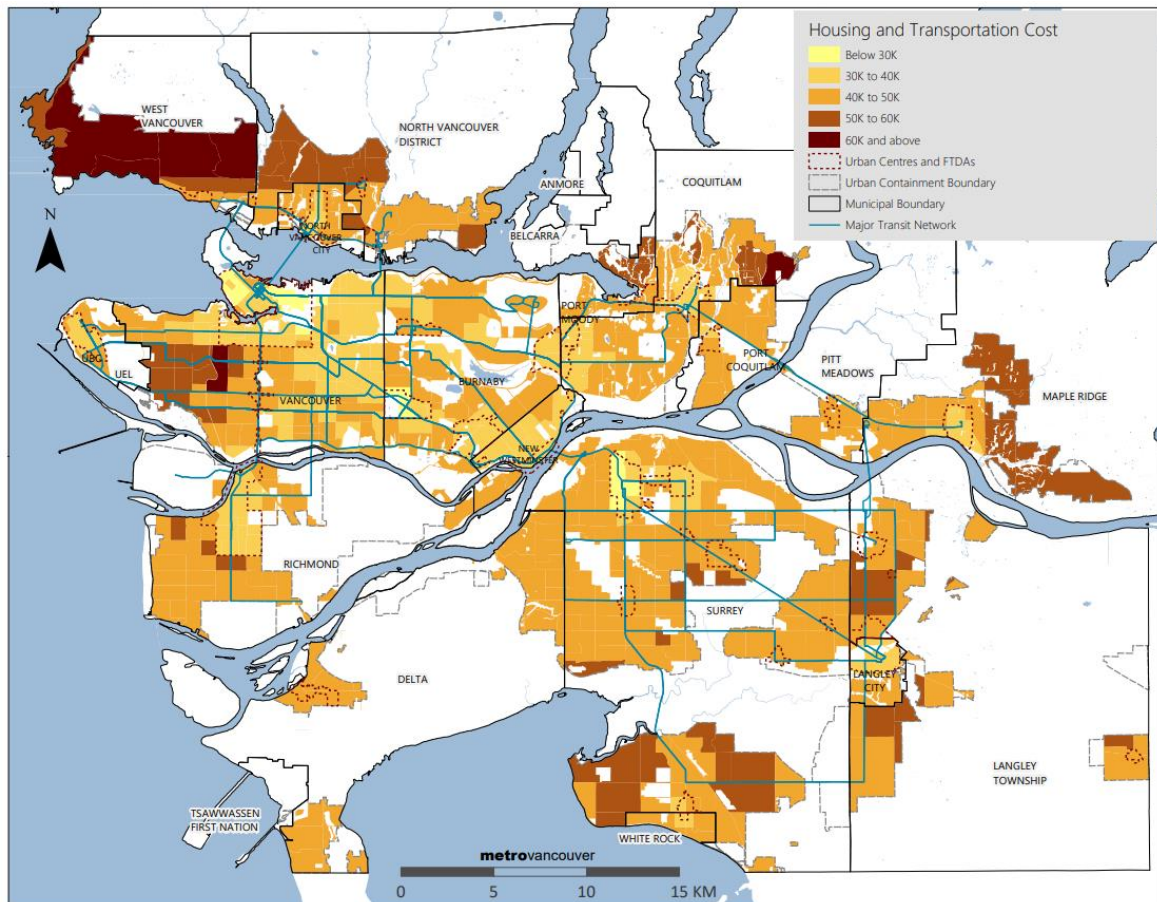 Housing and Transportation Cost
Below 30K
30K to 40K
40K to 50K
50K to 60K
60K and above
Urban Centres and FTDAs
Urban Containment Boundary
Municipal Boundary
Major Transit Network
WEST
VANCOUVER
NORTH VANCOUVER
DISTRICT
ANMORE
COQUITLAM
N
NORTH
VANCOUVER
CITY
BELCARRA
PORT
MOODY
UBC
UEL
VANCOUVER
BURNABY
PORT
COQUITLAM
PITT
MEADOWS
MAPLE RIDGE
NEW
WESTMINSTER
RICHMOND
SURREY
DELTA
LANGLEY
CITY
LANGLEY
TOWNSHIP
TSAWWASSEN
FIRST NATION
WHITE ROCK
metrovancouver
0 5 10 15 KM